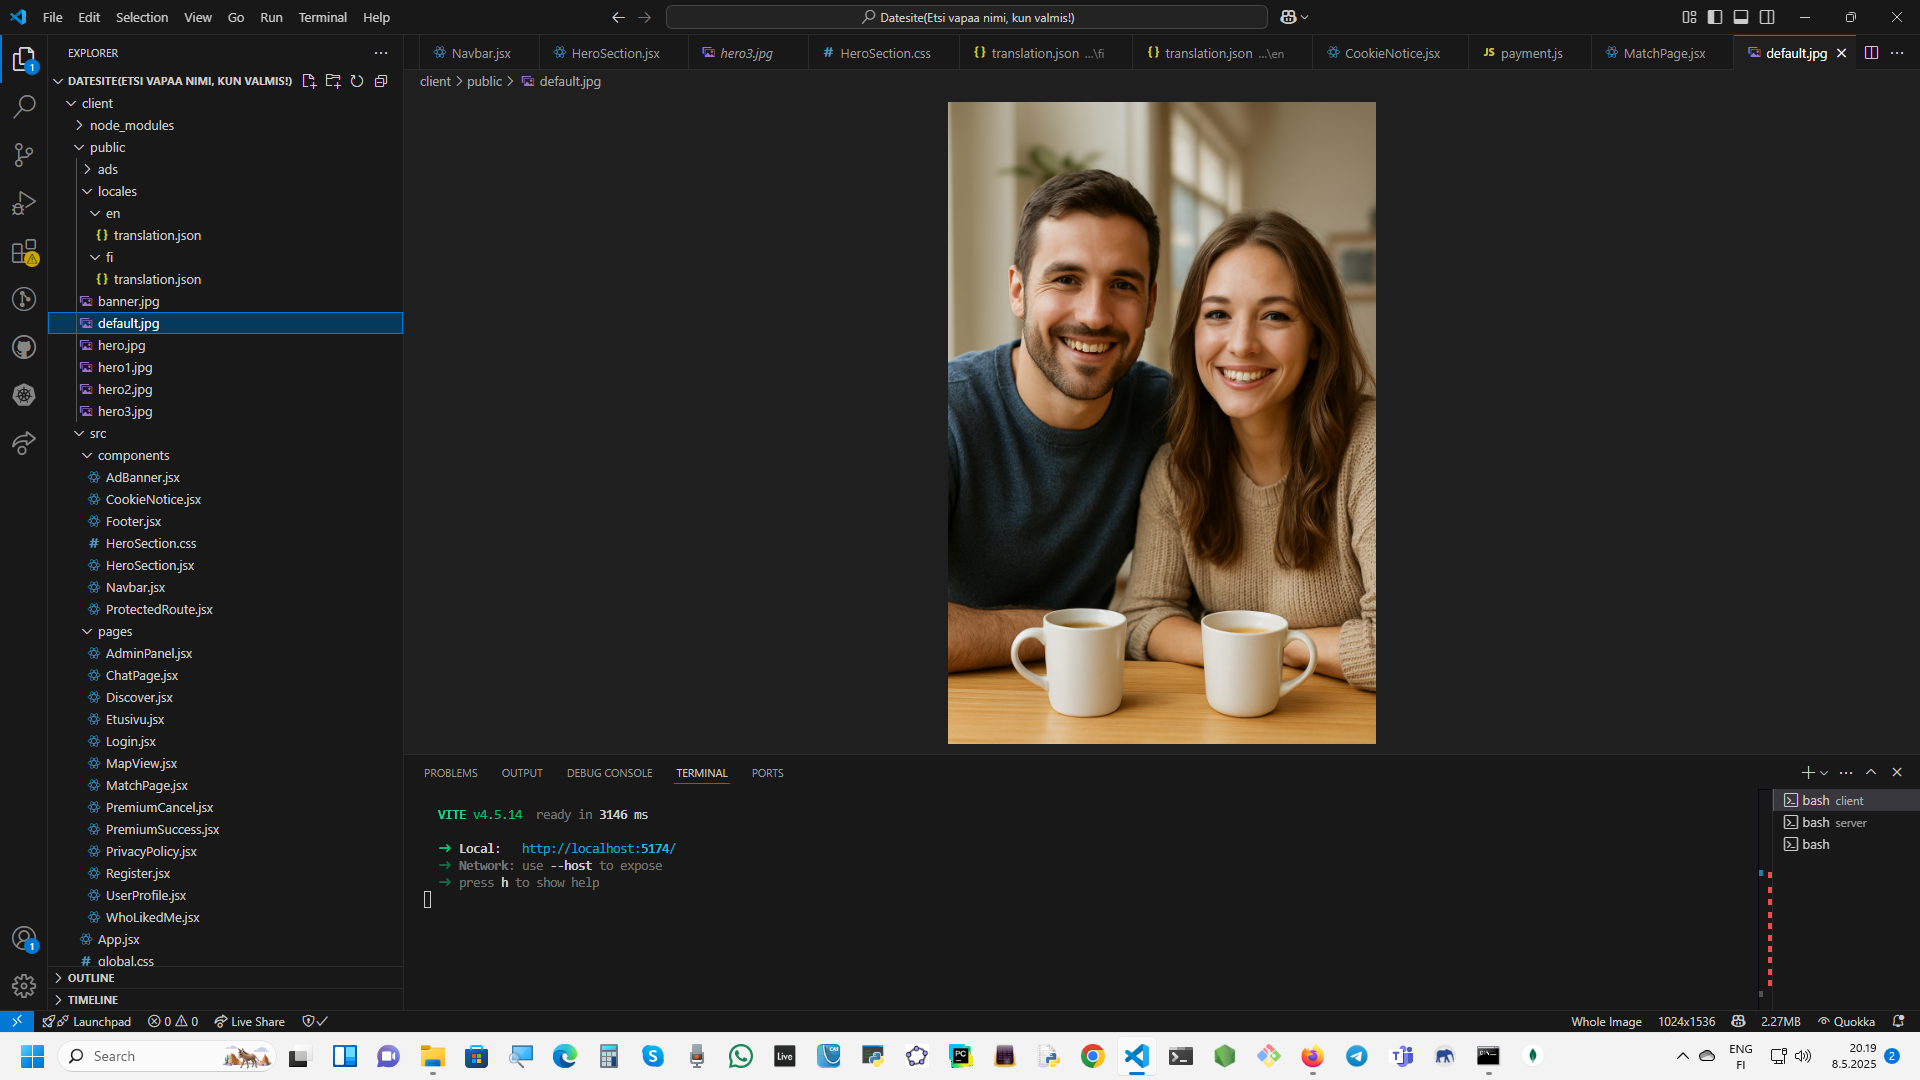 File Edit Selection View Go Run Terminal Help
Datesite(Etsi vapaa nimi, kun valmis!)
EXPLORER
DATESITE(ETSI VAPAA NIMI, KUN VALMIS!)
client
node_modules
public
ads
locales
en
translation.json
fi
translation.json
banner.jpg
default.jpg
hero.jpg
hero1.jpg
hero2.jpg
hero3.jpg
src
components
AdBanner.jsx
CookieNotice.jsx
Footer.jsx
HeroSection.css
HeroSection.jsx
Navbar.jsx
ProtectedRoute.jsx
pages
AdminPanel.jsx
ChatPage.jsx
Discover.jsx
Etusivu.jsx
Login.jsx
MapView.jsx
MatchPage.jsx
PremiumCancel.jsx
PremiumSuccess.jsx
PrivacyPolicy.jsx
Register.jsx
UserProfile.jsx
WhoLikedMe.jsx
App.jsx
global.css
OUTLINE
TIMELINE
Navbar.jsx HeroSection.jsx hero3.jpg HeroSection.css translation.json ...\fi translation.json ...\en CookieNotice.jsx payment.js MatchPage.jsx default.jpg
client > public > default.jpg
PROBLEMS OUTPUT DEBUG CONSOLE TERMINAL PORTS
VITE v4.5.14 ready in 3146 ms
➜ Local: http://localhost:5174/
➜ Network: use --host to expose
➜ press h to show help
bash client
bash server
bash
Launchpad 0 0 Live Share
Whole Image 1024x1536 2.27MB Quokka
Search
Live
ENG
FI
20.19
8.5.2025
2